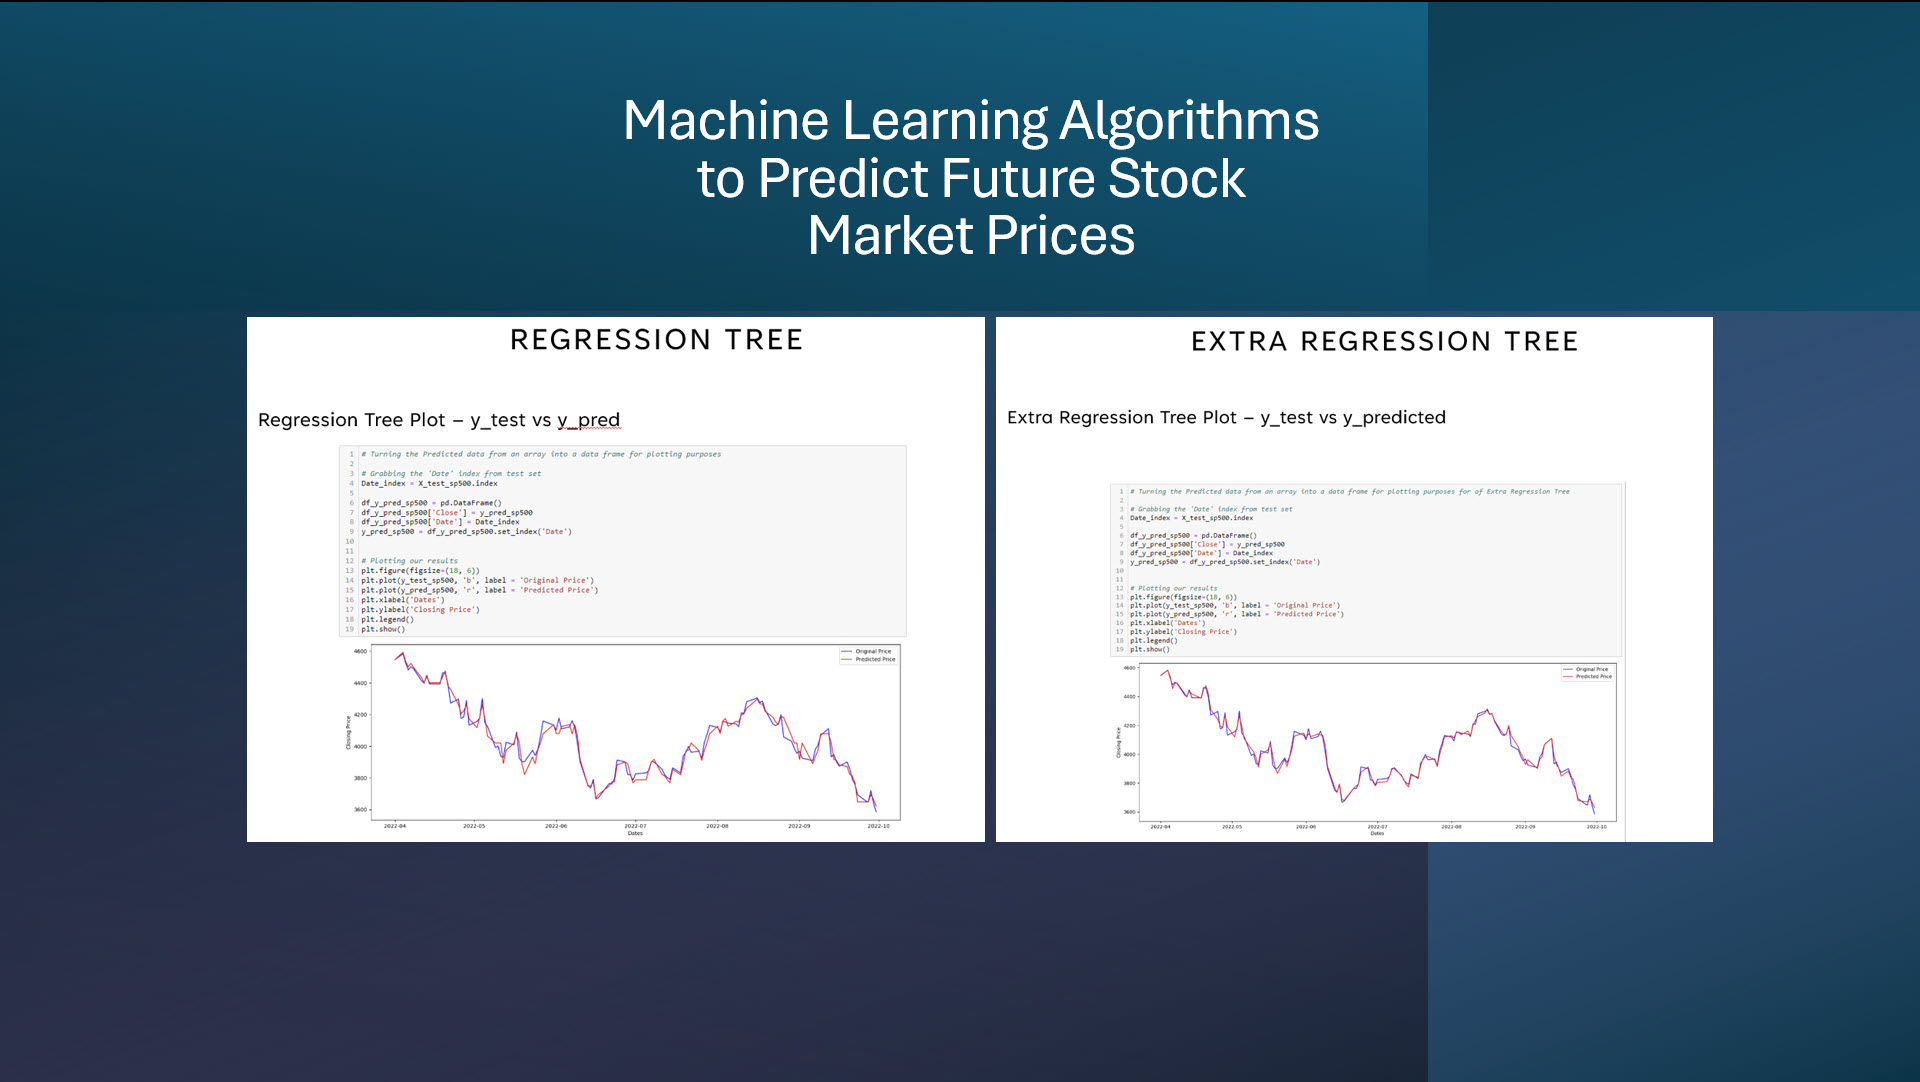 Machine Learning Algorithms
to Predict Future Stock
Market Prices
REGRESSION TREE
Regression Tree Plot – y_test vs y_pred
1 # Turning the Predicted data from an array into a data frame for plotting purposes
2
3 # Grabbing the 'Date' index from test set
4 Date_index = X_test_sp500.index
5
6 df_y_pred_sp500 = pd.DataFrame()
7 df_y_pred_sp500['Close'] = y_pred_sp500
8 df_y_pred_sp500['Date'] = Date_index
9 y_pred_sp500 = df_y_pred_sp500.set_index('Date')
10
11
12 # Plotting our results
13 plt.figure(figsize=(18, 6))
14 plt.plot(y_test_sp500, 'b', label = 'Original Price')
15 plt.plot(y_pred_sp500, 'r', label = 'Predicted Price')
16 plt.xlabel('Dates')
17 plt.ylabel('Closing Price')
18 plt.legend()
19 plt.show()
Original Price
Predicted Price
4600
4400
4200
4000
3800
3600
Closing Price
2022-04 2022-05 2022-06 2022-07 2022-08 2022-09 2022-10
Dates
EXTRA REGRESSION TREE
Extra Regression Tree Plot – y_test vs y_predicted
1 # Turning the Predicted data from an array into a data frame for plotting purposes for of Extra Regression Tree
2
3 # Grabbing the 'Date' index from test set
4 Date_index = X_test_sp500.index
5
6 df_y_pred_sp500 = pd.DataFrame()
7 df_y_pred_sp500['Close'] = y_pred_sp500
8 df_y_pred_sp500['Date'] = Date_index
9 y_pred_sp500 = df_y_pred_sp500.set_index('Date')
10
11
12 # Plotting our results
13 plt.figure(figsize=(18, 6))
14 plt.plot(y_test_sp500, 'b', label = 'Original Price')
15 plt.plot(y_pred_sp500, 'r', label = 'Predicted Price')
16 plt.xlabel('Dates')
17 plt.ylabel('Closing Price')
18 plt.legend()
19 plt.show()
Original Price
Predicted Price
4600
4400
4200
4000
3800
3600
Closing Price
2022-04 2022-05 2022-06 2022-07 2022-08 2022-09 2022-10
Dates